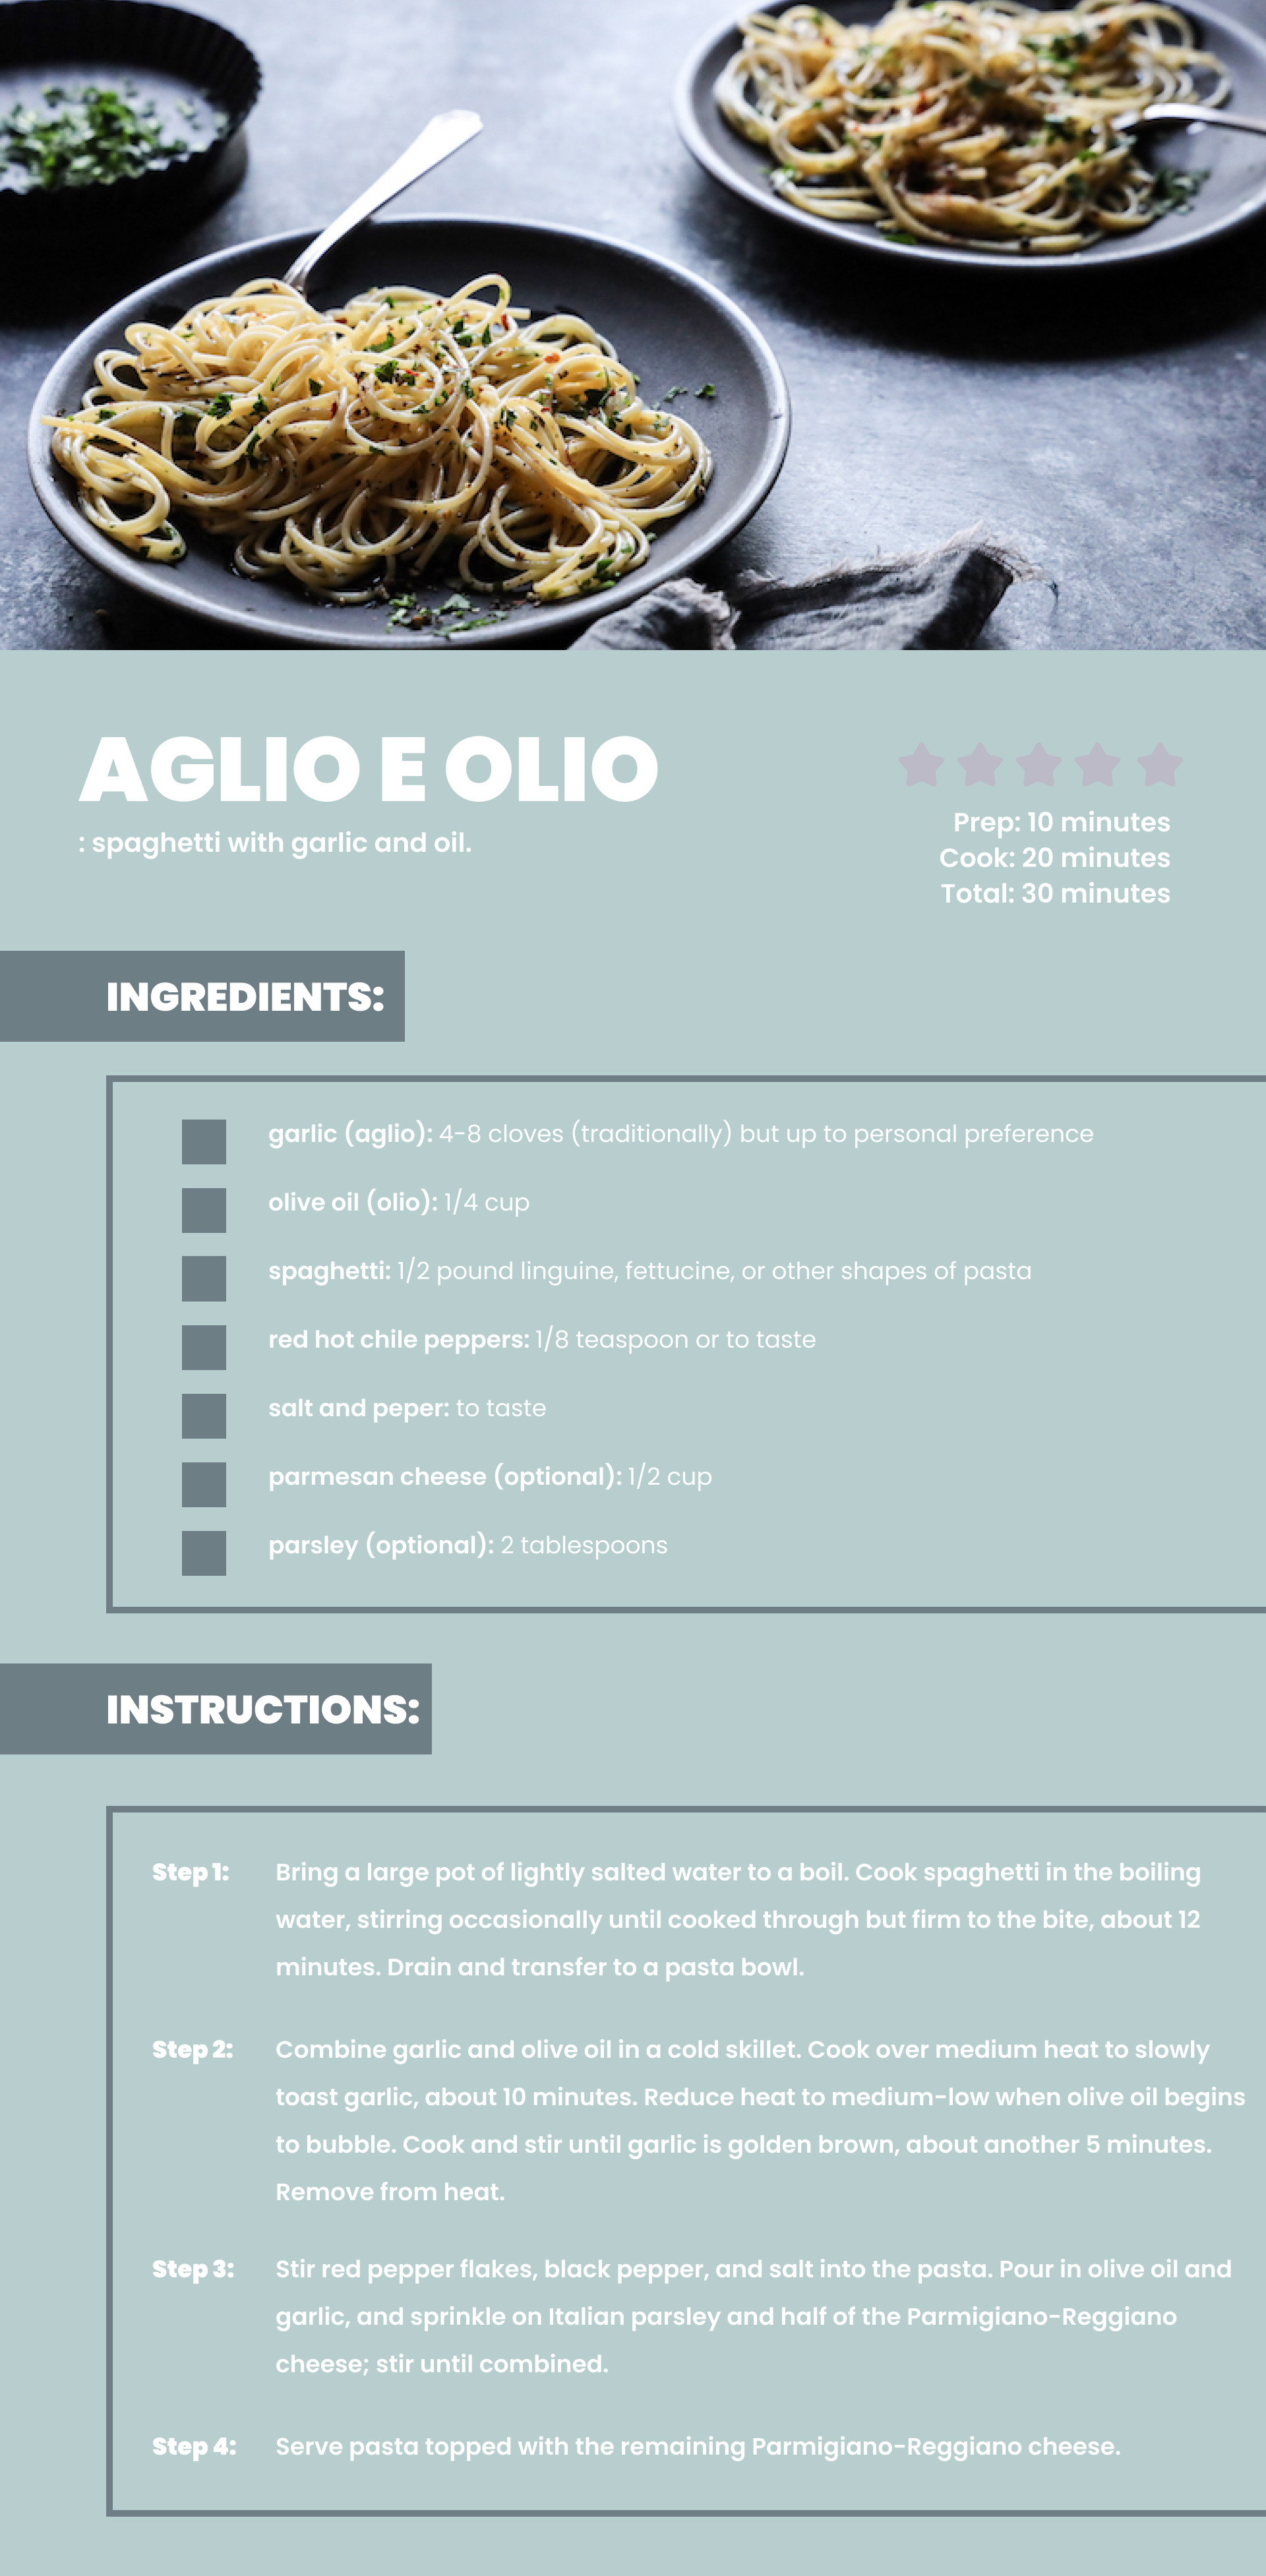 AGLIO E OLIO
: spaghetti with garlic and oil.
Prep: 10 minutes
Cook: 20 minutes
Total: 30 minutes
INGREDIENTS:
garlic (aglio): 4-8 cloves (traditionally) but up to personal preference
olive oil (olio): 1/4 cup
spaghetti: 1/2 pound linguine, fettucine, or other shapes of pasta
red hot chile peppers: 1/8 teaspoon or to taste
salt and peper: to taste
parmesan cheese (optional): 1/2 cup
parsley (optional): 2 tablespoons
INSTRUCTIONS:
Step 1: Bring a large pot of lightly salted water to a boil. Cook spaghetti in the boiling
water, stirring occasionally until cooked through but firm to the bite, about 12
minutes. Drain and transfer to a pasta bowl.
Step 2: Combine garlic and olive oil in a cold skillet. Cook over medium heat to slowly
toast garlic, about 10 minutes. Reduce heat to medium-low when olive oil begins
to bubble. Cook and stir until garlic is golden brown, about another 5 minutes.
Remove from heat.
Step 3: Stir red pepper flakes, black pepper, and salt into the pasta. Pour in olive oil and
garlic, and sprinkle on Italian parsley and half of the Parmigiano-Reggiano
cheese; stir until combined.
Step 4: Serve pasta topped with the remaining Parmigiano-Reggiano cheese.